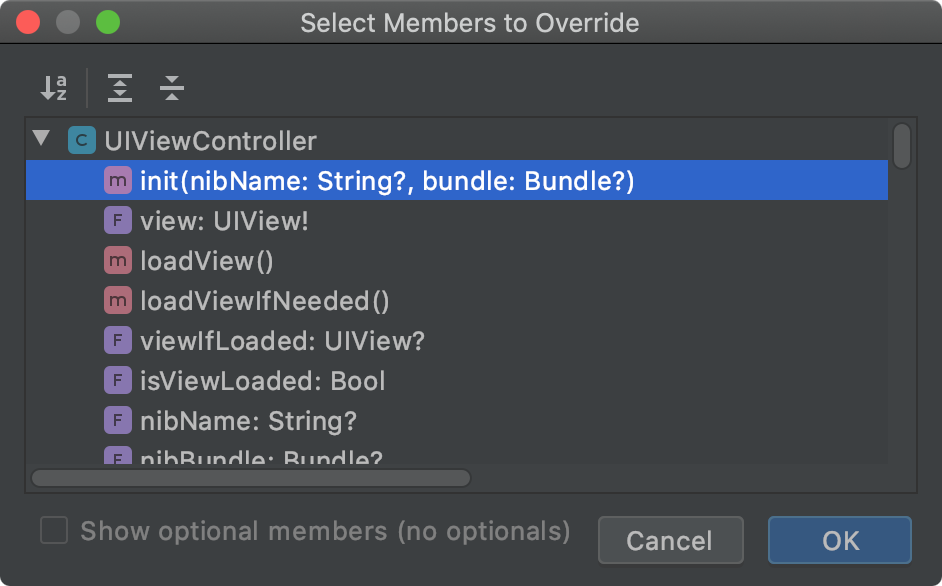 Select Members to Override
UIViewController
init(nibName: String?, bundle: Bundle?)
view: UIView!
loadView()
loadViewIfNeeded()
viewIfLoaded: UIView?
isViewLoaded: Bool
nibName: String?
nibBundle: Bundle?
Show optional members (no optionals)
Cancel
OK